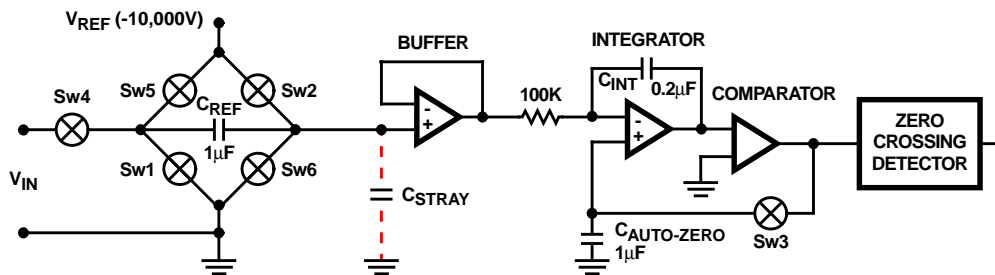 VREF (-10,000V)
BUFFER
INTEGRATOR
Sw5
Sw2
CINT
0.2µF
Sw4
CREF
100K
COMPARATOR
1µF
ZERO
CROSSING
DETECTOR
Sw1
Sw6
VIN
CSTRAY
CAUTO-ZERO
1µF
Sw3
-
+
-
+